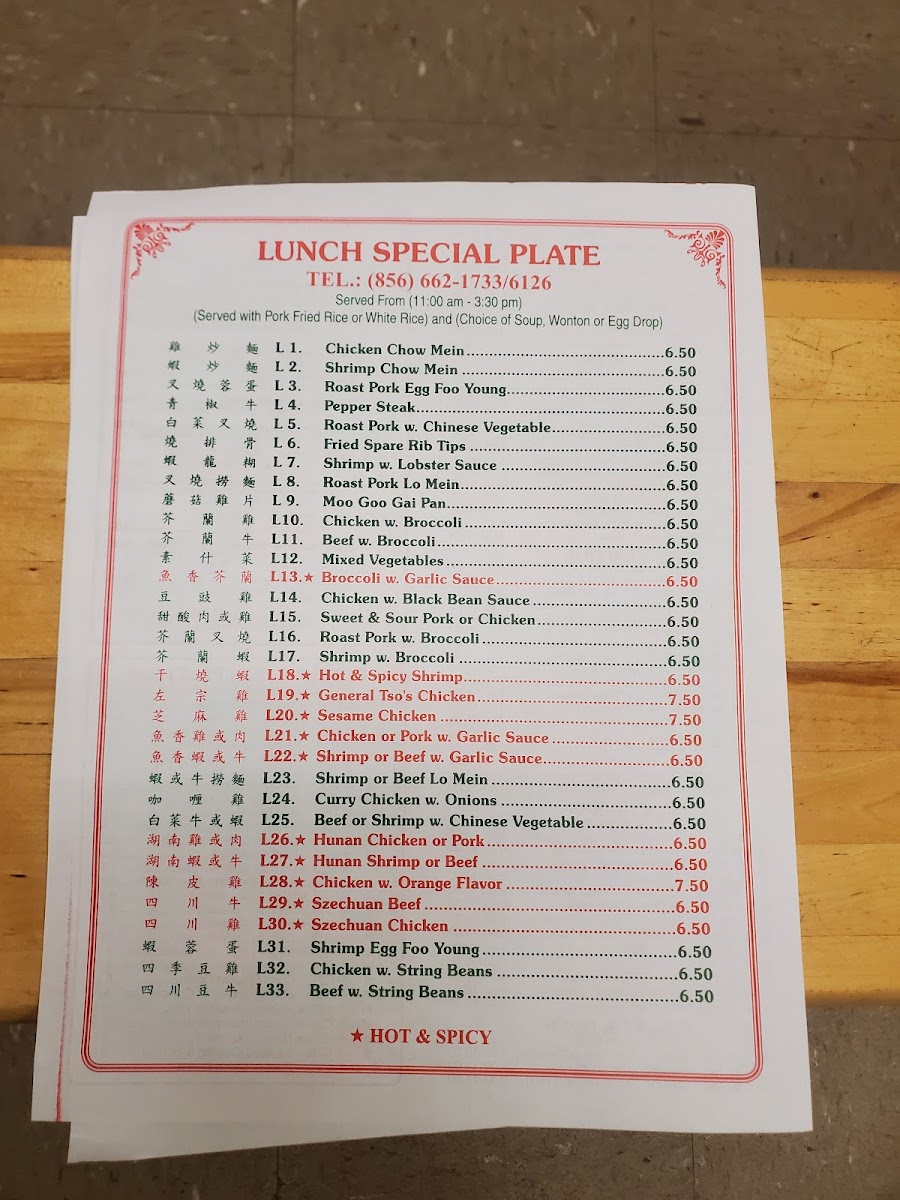 LUNCH SPECIAL PLATE
TEL.: (856) 662-1733/6126
Served From (11:00 am - 3:30 pm)
(Served with Pork Fried Rice or White Rice) and (Choice of Soup, Wonton or Egg Drop)
雞炒麵 L 1. Chicken Chow Mein 6.50
蝦炒麵 L 2. Shrimp Chow Mein 6.50
叉燒蓉蛋 L 3. Roast Pork Egg Foo Young 6.50
青椒牛 L 4. Pepper Steak 6.50
白菜叉燒 L 5. Roast Pork w. Chinese Vegetable 6.50
燒排骨 L 6. Fried Spare Rib Tips 6.50
蝦龍糊 L 7. Shrimp w. Lobster Sauce 6.50
叉燒撈麵 L 8. Roast Pork Lo Mein 6.50
蘑菇雞片 L 9. Moo Goo Gai Pan 6.50
芥蘭雞 L10. Chicken w. Broccoli 6.50
芥蘭牛 L11. Beef w. Broccoli 6.50
素什菜 L12. Mixed Vegetables 6.50
魚香芥蘭 L13.★ Broccoli w. Garlic Sauce 6.50
豆豉雞 L14. Chicken w. Black Bean Sauce 6.50
甜酸肉或雞 L15. Sweet & Sour Pork or Chicken 6.50
芥蘭叉燒 L16. Roast Pork w. Broccoli 6.50
芥蘭蝦 L17. Shrimp w. Broccoli 6.50
干燒蝦 L18.★ Hot & Spicy Shrimp 6.50
左宗雞 L19.★ General Tso's Chicken 7.50
芝麻雞 L20.★ Sesame Chicken 7.50
魚香雞或肉 L21.★ Chicken or Pork w. Garlic Sauce 6.50
魚香蝦或牛 L22.★ Shrimp or Beef w. Garlic Sauce 6.50
蝦或牛撈麵 L23. Shrimp or Beef Lo Mein 6.50
咖喱雞 L24. Curry Chicken w. Onions 6.50
白菜牛或蝦 L25. Beef or Shrimp w. Chinese Vegetable 6.50
湖南雞或肉 L26.★ Hunan Chicken or Pork 6.50
湖南蝦或牛 L27.★ Hunan Shrimp or Beef 6.50
陳皮雞 L28.★ Chicken w. Orange Flavor 7.50
四川牛 L29.★ Szechuan Beef 6.50
四川雞 L30.★ Szechuan Chicken 6.50
蝦蓉蛋 L31. Shrimp Egg Foo Young 6.50
四季豆雞 L32. Chicken w. String Beans 6.50
四川豆牛 L33. Beef w. String Beans 6.50
★ HOT & SPICY